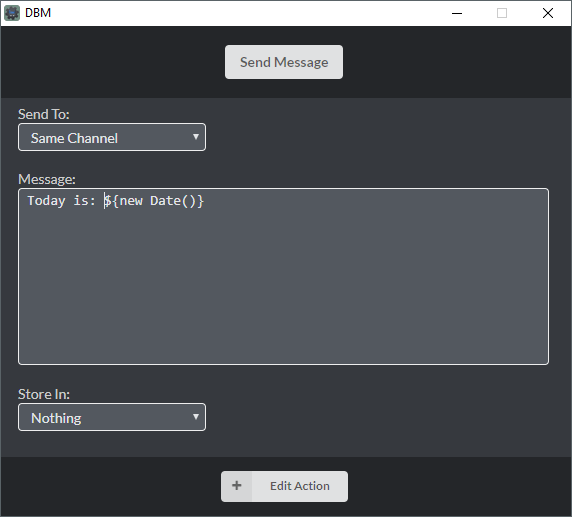 DBM
Send Message
Send To:
Same Channel
Message:
Today is: ${new Date()}
Store In:
Nothing
+ Edit Action